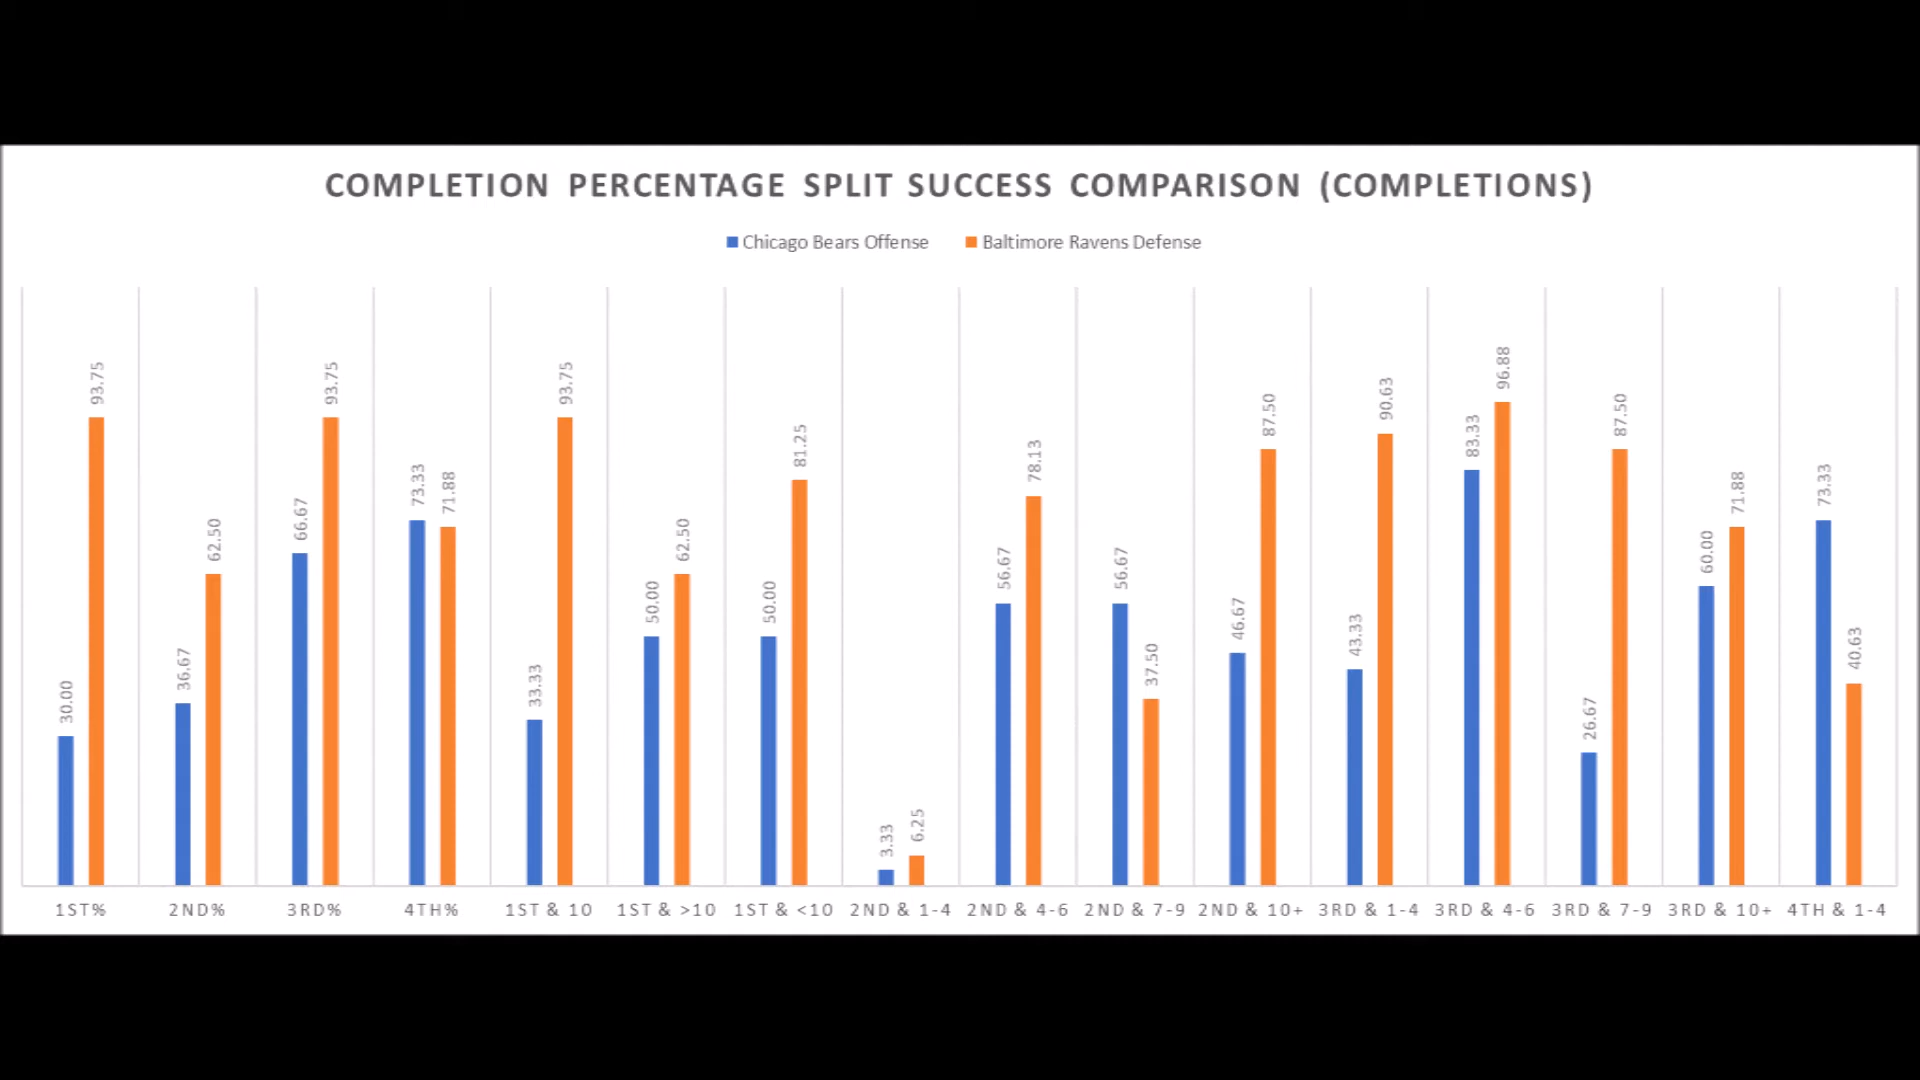 COMPLETION PERCENTAGE SPLIT SUCCESS COMPARISON (COMPLETIONS)
Chicago Bears Offense Baltimore Ravens Defense
30.00 93.75 36.67 62.50 66.67 93.75 73.33 71.88 33.33 93.75 50.00 62.50 50.00 81.25 3.33 6.25 56.67 78.13 56.67 37.50 46.67 87.50 43.33 90.63 83.33 96.88 26.67 87.50 60.00 71.88 73.33 40.63
1ST% 2ND% 3RD% 4TH% 1ST & 10 1ST & >10 1ST & <10 2ND & 1-4 2ND & 4-6 2ND & 7-9 2ND & 10+ 3RD & 1-4 3RD & 4-6 3RD & 7-9 3RD & 10+ 4TH & 1-4